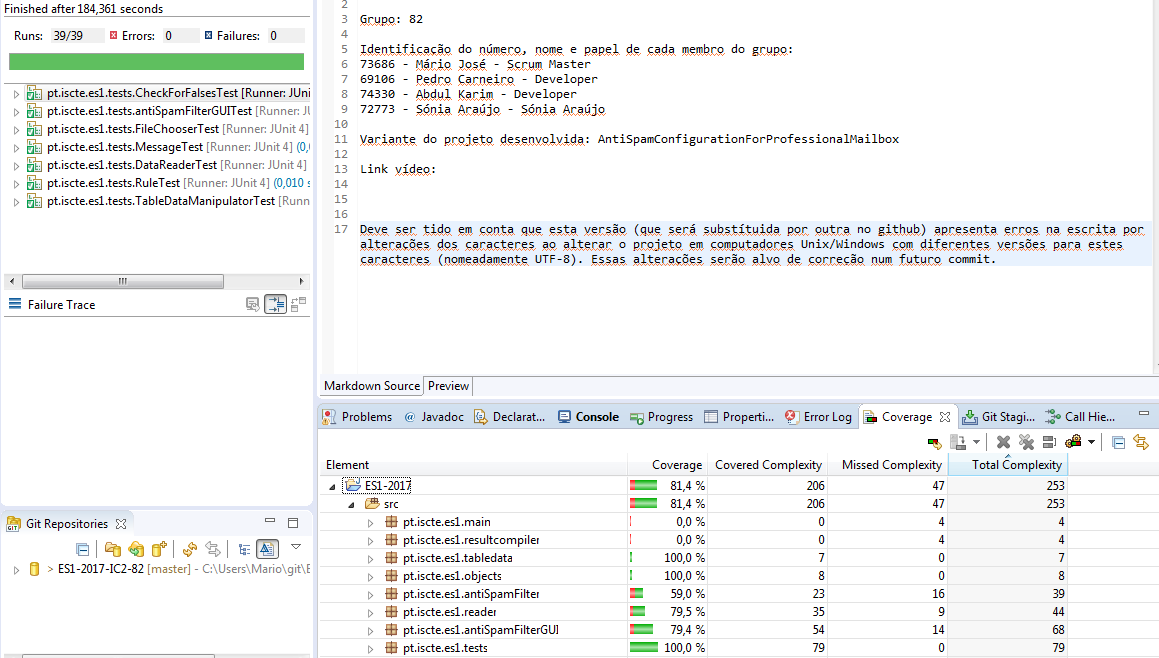 Finished after 184,361 seconds
Runs: 39/39 Errors: 0 Failures: 0
pt.iscte.es1.tests.CheckForFalsesTest [Runner: JUni
pt.iscte.es1.tests.antiSpamFilterGUITest [Runner: JU
pt.iscte.es1.tests.FileChooserTest [Runner: JUnit 4]
pt.iscte.es1.tests.MessageTest [Runner: JUnit 4] (0,0
pt.iscte.es1.tests.DataReaderTest [Runner: JUnit 4]
pt.iscte.es1.tests.RuleTest [Runner: JUnit 4] (0,010 s
pt.iscte.es1.tests.TableDataManipulatorTest [Runn
Failure Trace
Git Repositories
> ES1-2017-IC2-82 [master] - C:\Users\Mario\git\E
2
3 Grupo: 82
4
5 Identificação do número, nome e papel de cada membro do grupo:
6 73686 - Mário José - Scrum Master
7 69106 - Pedro Carneiro - Developer
8 74330 - Abdul Karim - Developer
9 72773 - Sónia Araújo - Sónia Araújo
10
11 Variante do projeto desenvolvida: AntiSpamConfigurationForProfessionalMailbox
12
13 Link vídeo:
14
15
16
17 Deve ser tido em conta que esta versão (que será substítuida por outra no github) apresenta erros na escrita por
alterações dos caracteres ao alterar o projeto em computadores Unix/Windows com diferentes versões para estes
caracteres (nomeadamente UTF-8). Essas alterações serão alvo de correção num futuro commit.
Markdown Source Preview
Problems @ Javadoc Declarat... Console Progress Properti... Error Log Coverage Git Stagi... Call Hie...
Element Coverage Covered Complexity Missed Complexity Total Complexity
ES1-2017 81,4 % 206 47 253
src 81,4 % 206 47 253
pt.iscte.es1.main 0,0 % 0 4 4
pt.iscte.es1.resultcompiler 0,0 % 0 4 4
pt.iscte.es1.tabledata 100,0 % 7 0 7
pt.iscte.es1.objects 100,0 % 8 0 8
pt.iscte.es1.antiSpamFilter 59,0 % 23 16 39
pt.iscte.es1.reader 79,5 % 35 9 44
pt.iscte.es1.antiSpamFilterGUI 79,4 % 54 14 68
pt.iscte.es1.tests 100,0 % 79 0 79